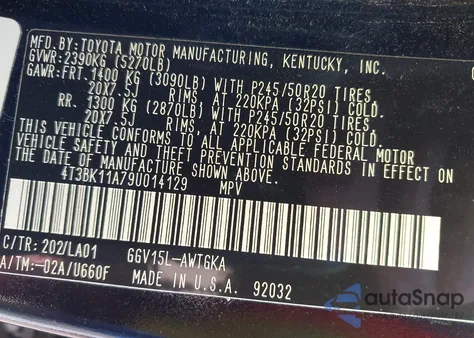 MFD.BY:TOYOTA MOTOR MANUFACTURING, KENTUCKY, INC.
GVWR:2390KG (5270LB)
GAWR:FRT. 1400 KG (3090LB) WITH P245/50R20 TIRES,
20X7.5J RIMS, AT 220KPA (32PSI) COLD.
RR. 1300 KG (2870LB) WITH P245/50R20 TIRES,
20X7.5J RIMS, AT 220KPA (32PSI) COLD.
THIS VEHICLE CONFORMS TO ALL APPLICABLE FEDERAL MOTOR
VEHICLE SAFETY AND THEFT PREVENTION STANDARDS IN EFFECT ON
THE DATE OF MANUFACTURE SHOWN ABOVE.
4T3BK11A79U014129 MPV
C/TR:202/LA01 GGV15L-AWTGKA
A/TM:-02A/U660F MADE IN U.S.A. 92032
autoSnap